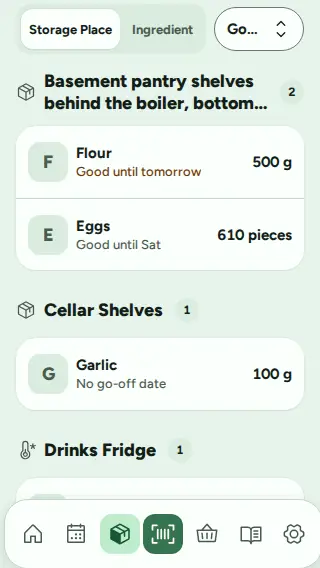 Storage Place
Ingredient
Go...
Basement pantry shelves
behind the boiler, bottom...
2
F
Flour
Good until tomorrow
500 g
E
Eggs
Good until Sat
610 pieces
Cellar Shelves
1
G
Garlic
No go-off date
100 g
Drinks Fridge
1